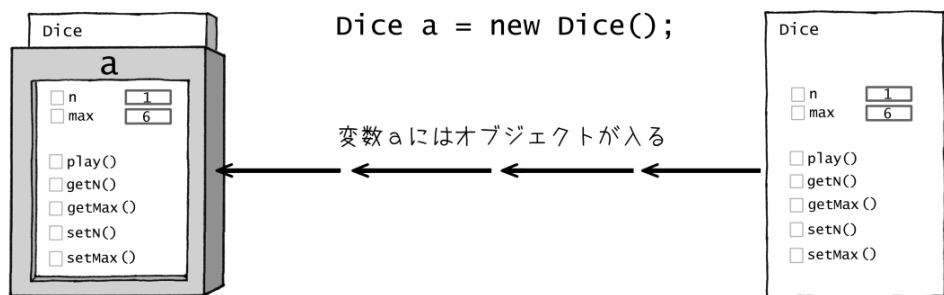 Dice
a
n 1
max 6
play()
getN()
getMax()
setN()
setMax()
Dice a = new Dice();
変数aにはオブジェクトが入る
Dice
n 1
max 6
play()
getN()
getMax()
setN()
setMax()